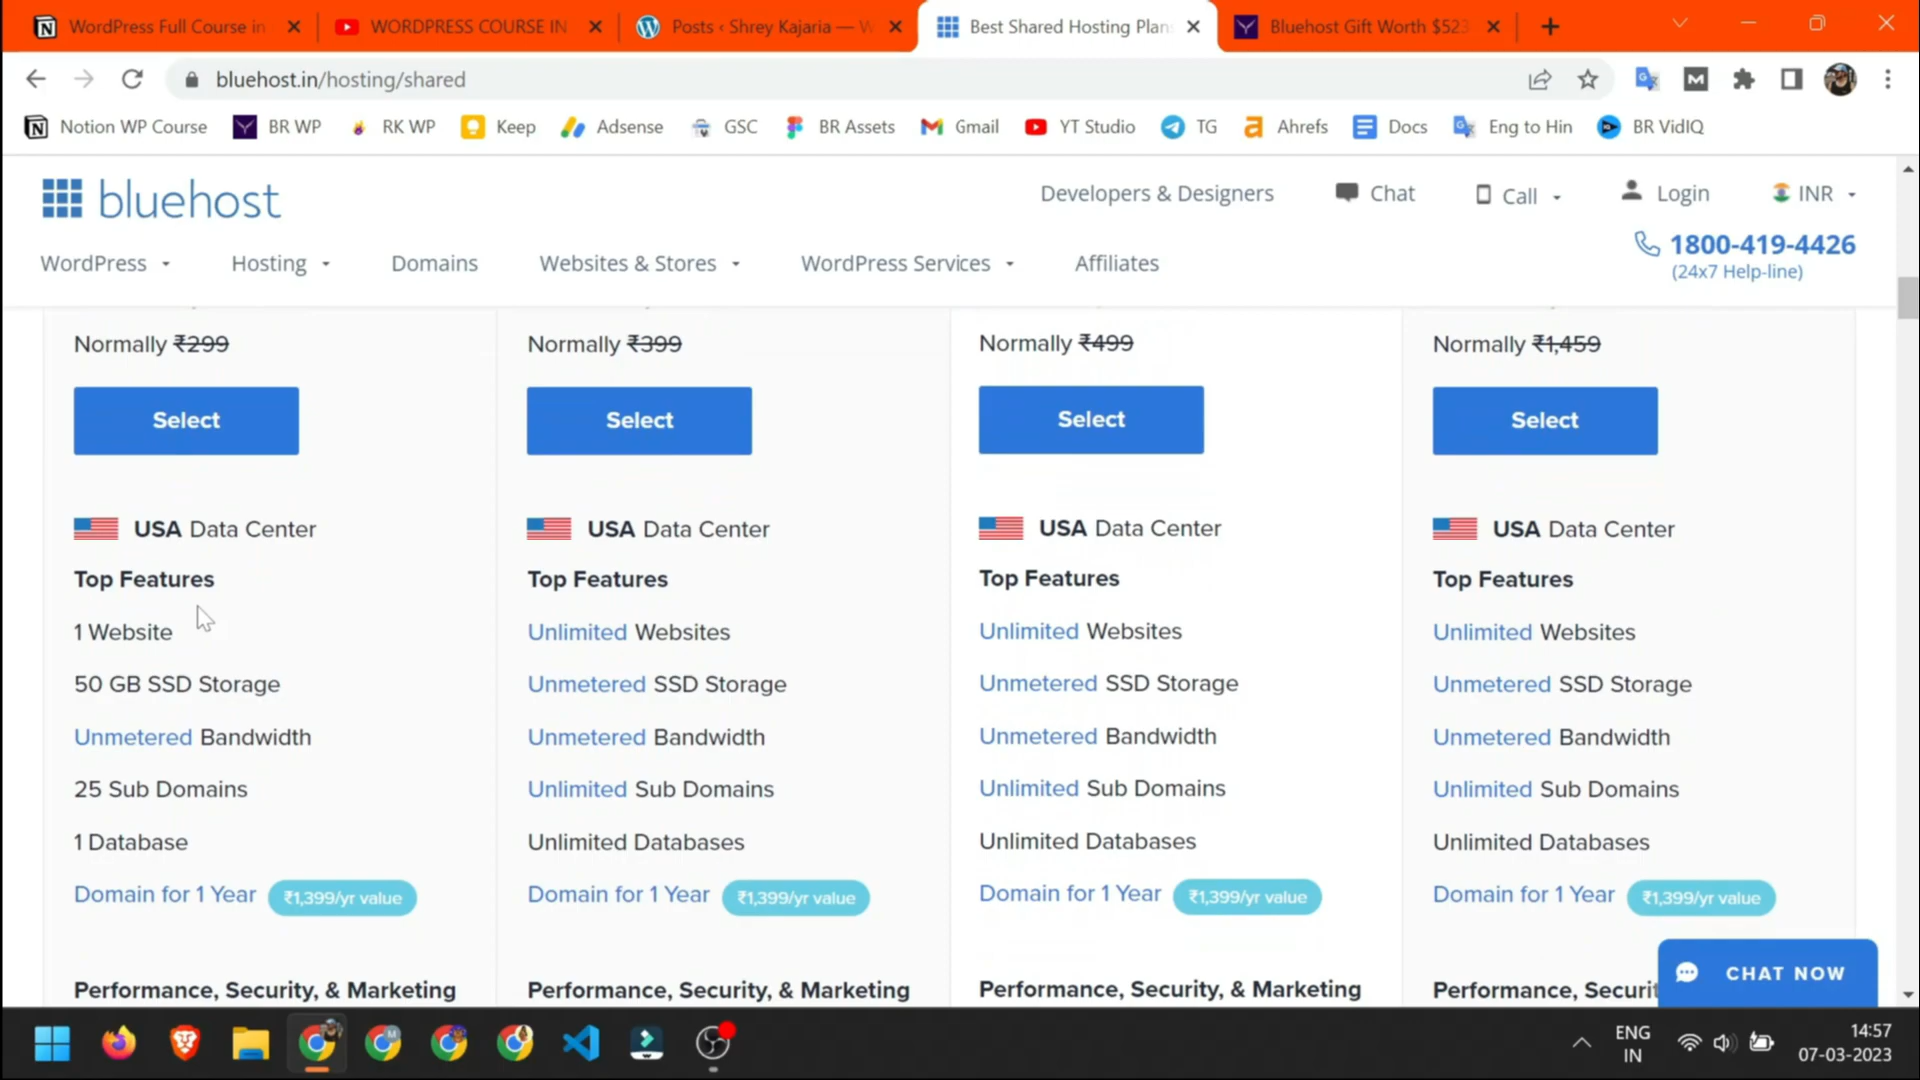 WordPress Full Course in
WORDPRESS COURSE IN
Posts ‹ Shrey Kajaria — W
Best Shared Hosting Plan
Bluehost Gift Worth $523
bluehost.in/hosting/shared
Notion WP Course
BR WP
RK WP
Keep
Adsense
GSC
BR Assets
Gmail
YT Studio
TG
Ahrefs
Docs
Eng to Hin
BR VidIQ
bluehost
Developers & Designers
Chat
Call
Login
INR
1800-419-4426
(24x7 Help-line)
WordPress
Hosting
Domains
Websites & Stores
WordPress Services
Affiliates
Normally ₹299
Select
USA Data Center
Top Features
1 Website
50 GB SSD Storage
Unmetered Bandwidth
25 Sub Domains
1 Database
Domain for 1 Year ₹1,399/yr value
Performance, Security, & Marketing
Normally ₹399
Select
USA Data Center
Top Features
Unlimited Websites
Unmetered SSD Storage
Unmetered Bandwidth
Unlimited Sub Domains
Unlimited Databases
Domain for 1 Year ₹1,399/yr value
Performance, Security, & Marketing
Normally ₹499
Select
USA Data Center
Top Features
Unlimited Websites
Unmetered SSD Storage
Unmetered Bandwidth
Unlimited Sub Domains
Unlimited Databases
Domain for 1 Year ₹1,399/yr value
Performance, Security, & Marketing
Normally ₹1,459
Select
USA Data Center
Top Features
Unlimited Websites
Unmetered SSD Storage
Unmetered Bandwidth
Unlimited Sub Domains
Unlimited Databases
Domain for 1 Year ₹1,399/yr value
Performance, Securit
CHAT NOW
ENG
IN
14:57
07-03-2023